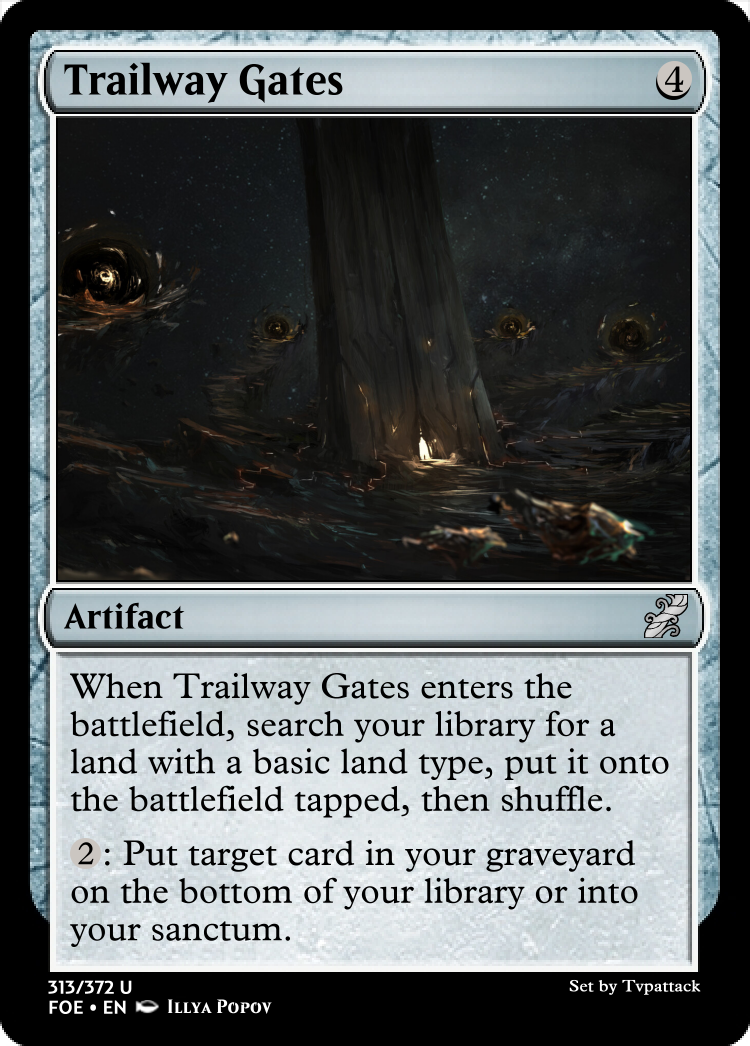 Trailway Gates
4
Artifact
When Trailway Gates enters the
battlefield, search your library for a
land with a basic land type, put it onto
the battlefield tapped, then shuffle.
2: Put target card in your graveyard
on the bottom of your library or into
your sanctum.
313/372 U
Set by Tvpattack
FOE • EN Illya Popov